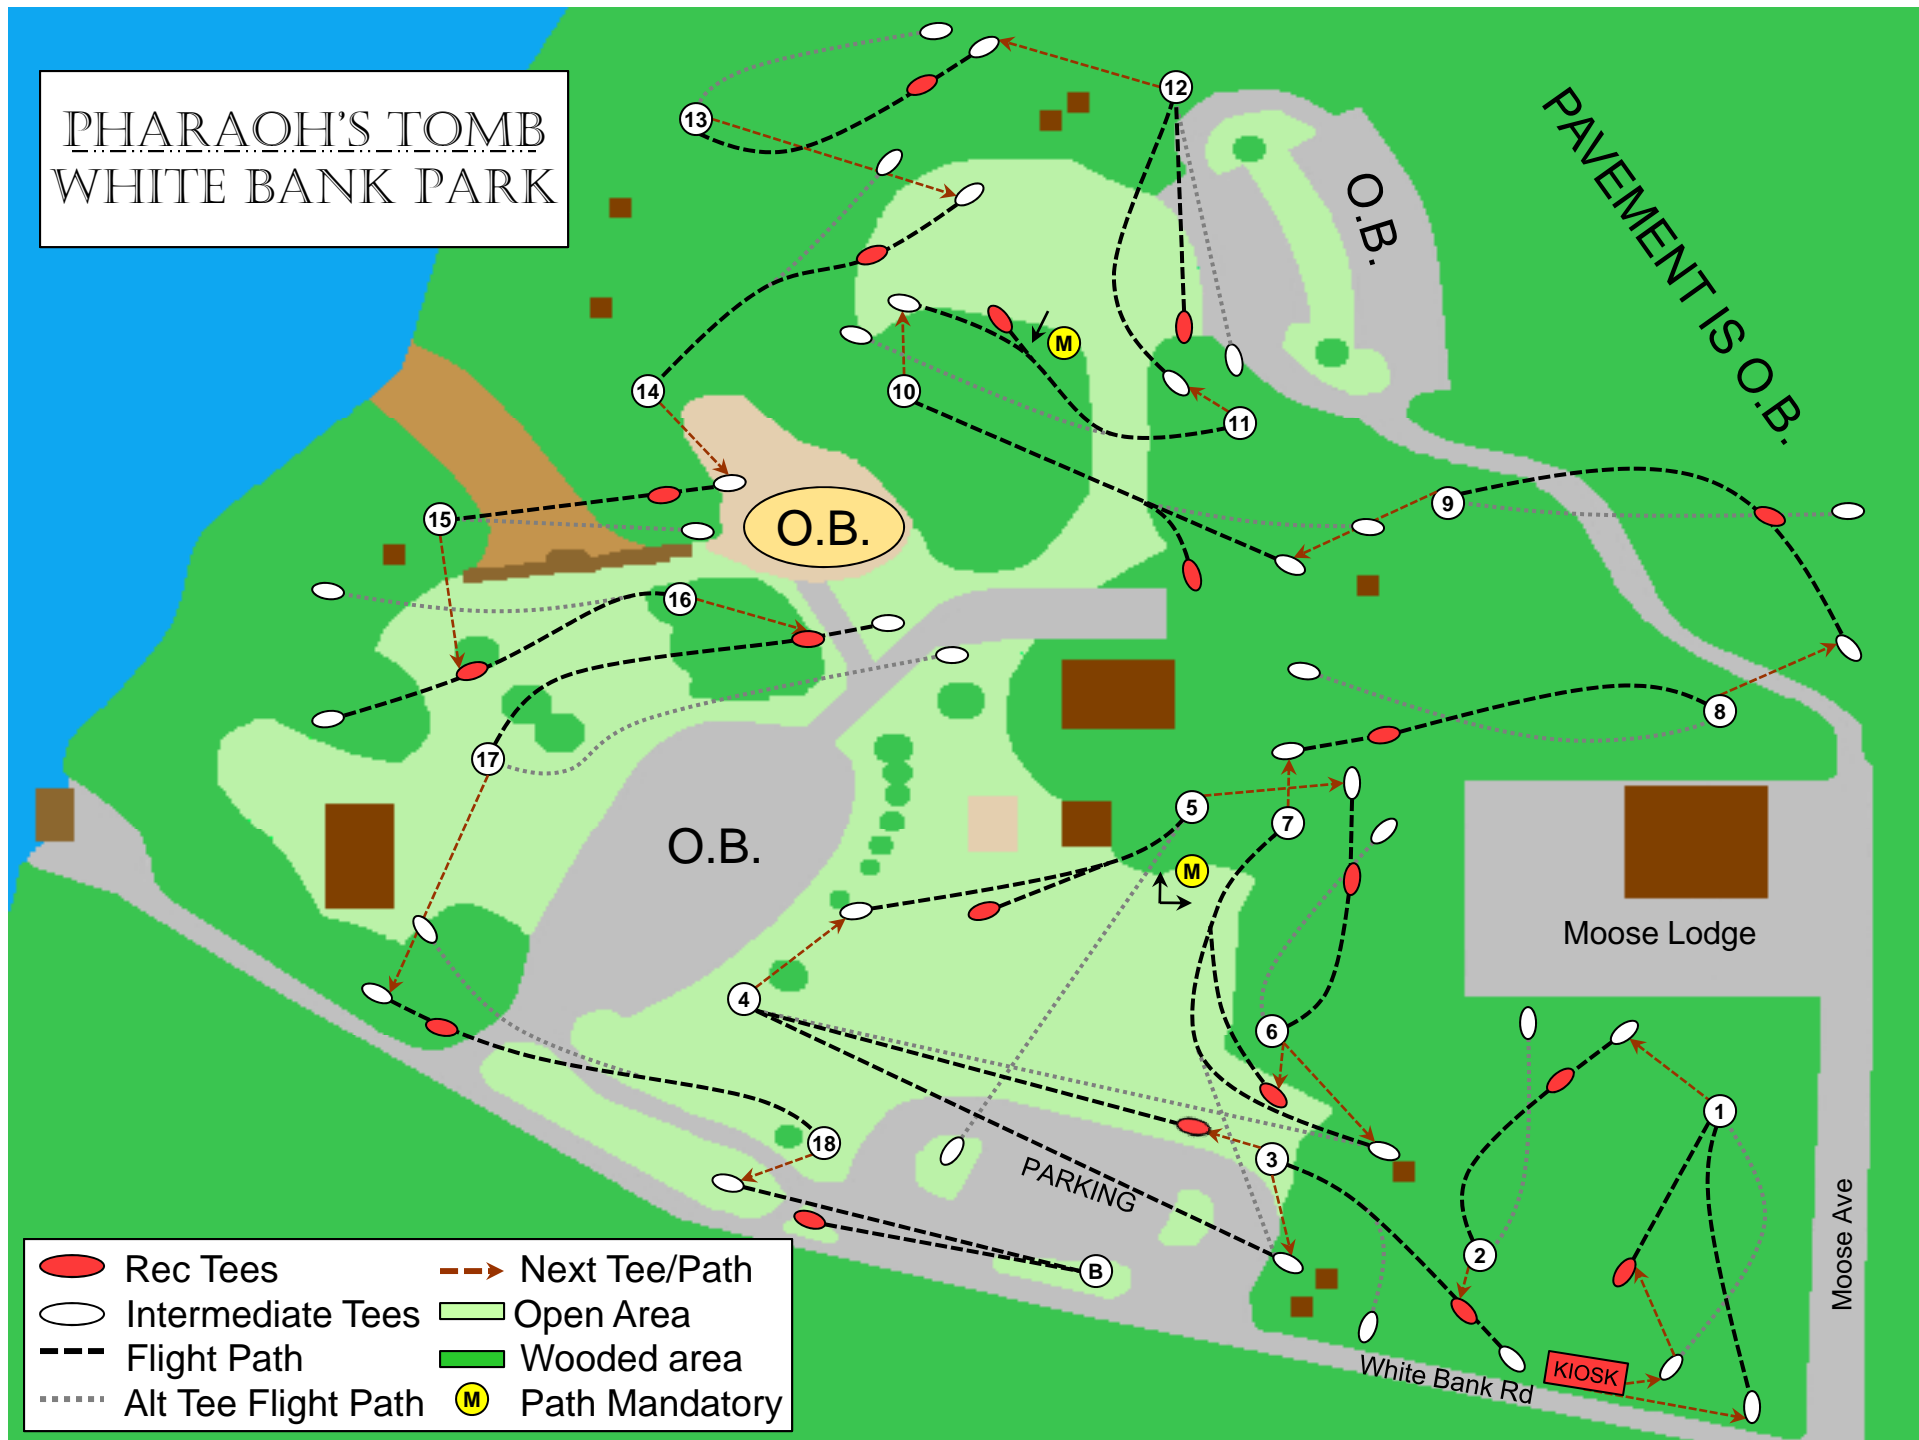 PHARAOH'S TOMB
WHITE BANK PARK
12
13
O.B.
PAVEMENT IS O.B.
M
14
10
11
15
O.B.
9
16
8
17
5
7
O.B.
M
Moose Lodge
4
6
1
18
3
PARKING
2
B
Moose Ave
KIOSK
White Bank Rd
Rec Tees
Next Tee/Path
Intermediate Tees
Open Area
Flight Path
Wooded area
Alt Tee Flight Path
M
Path Mandatory